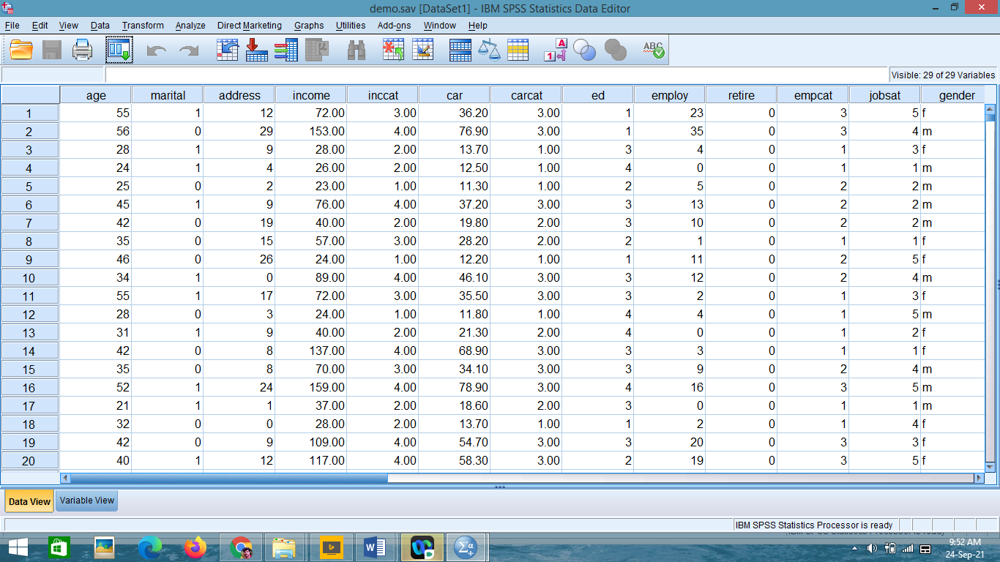 demo.sav [DataSet1] - IBM SPSS Statistics Data Editor
File Edit View Data Transform Analyze Direct Marketing Graphs Utilities Add-ons Window Help
Visible: 29 of 29 Variables
age marital address income inccat car carcat ed employ retire empcat jobsat gender
1 55 1 12 72.00 3.00 36.20 3.00 1 23 0 3 5 f
2 56 0 29 153.00 4.00 76.90 3.00 1 35 0 3 4 m
3 28 1 9 28.00 2.00 13.70 1.00 3 4 0 1 3 f
4 24 1 4 26.00 2.00 12.50 1.00 4 0 0 1 1 m
5 25 0 2 23.00 1.00 11.30 1.00 2 5 0 2 2 m
6 45 1 9 76.00 4.00 37.20 3.00 3 13 0 2 2 m
7 42 0 19 40.00 2.00 19.80 2.00 3 10 0 2 2 m
8 35 0 15 57.00 3.00 28.20 2.00 2 1 0 1 1 f
9 46 0 26 24.00 1.00 12.20 1.00 1 11 0 2 5 f
10 34 1 0 89.00 4.00 46.10 3.00 3 12 0 2 4 m
11 55 1 17 72.00 3.00 35.50 3.00 3 2 0 1 3 f
12 28 0 3 24.00 1.00 11.80 1.00 4 4 0 1 5 m
13 31 1 9 40.00 2.00 21.30 2.00 4 0 0 1 2 f
14 42 0 8 137.00 4.00 68.90 3.00 3 3 0 1 1 f
15 35 0 8 70.00 3.00 34.10 3.00 3 9 0 2 4 m
16 52 1 24 159.00 4.00 78.90 3.00 4 16 0 3 5 m
17 21 1 1 37.00 2.00 18.60 2.00 3 0 0 1 1 m
18 32 0 0 28.00 2.00 13.70 1.00 1 2 0 1 4 f
19 42 0 9 109.00 4.00 54.70 3.00 3 20 0 3 3 f
20 40 1 12 117.00 4.00 58.30 3.00 2 19 0 3 5 f
Data View Variable View
IBM SPSS Statistics Processor is ready
9:52 AM
24-Sep-21